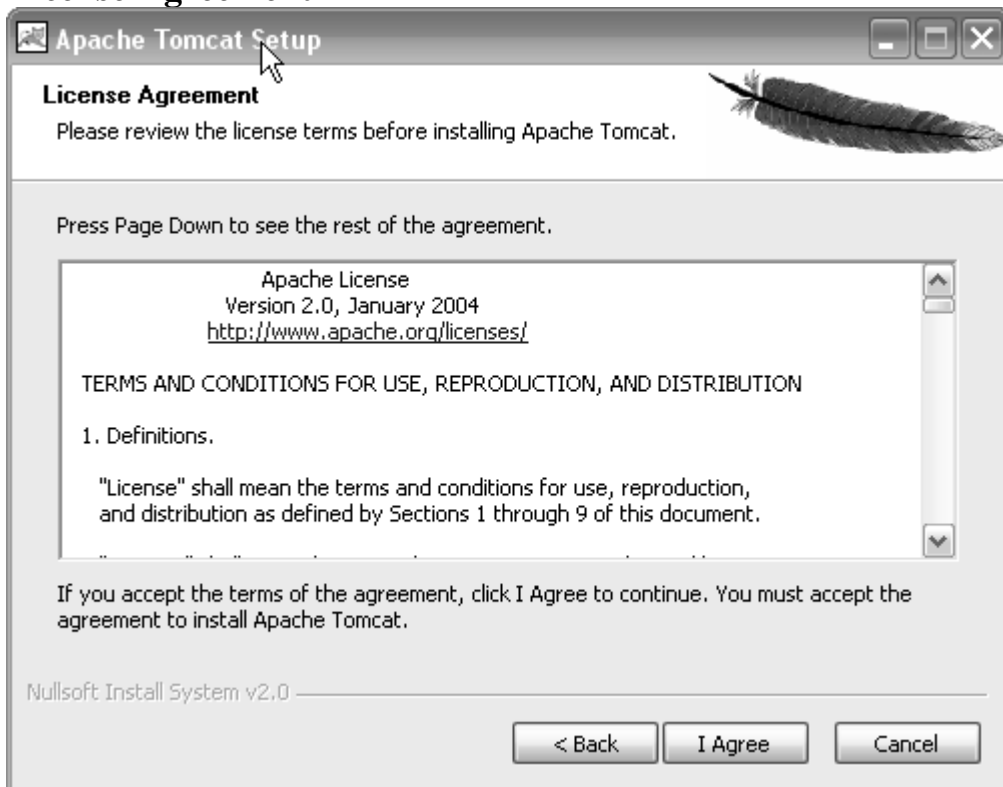 Apache Tomcat Setup
License Agreement
Please review the license terms before installing Apache Tomcat.
Press Page Down to see the rest of the agreement.
Apache License
Version 2.0, January 2004
http://www.apache.org/licenses/
TERMS AND CONDITIONS FOR USE, REPRODUCTION, AND DISTRIBUTION
1. Definitions.
"License" shall mean the terms and conditions for use, reproduction,
and distribution as defined by Sections 1 through 9 of this document.
If you accept the terms of the agreement, click I Agree to continue. You must accept the
agreement to install Apache Tomcat.
Nullsoft Install System v2.0
< Back I Agree Cancel